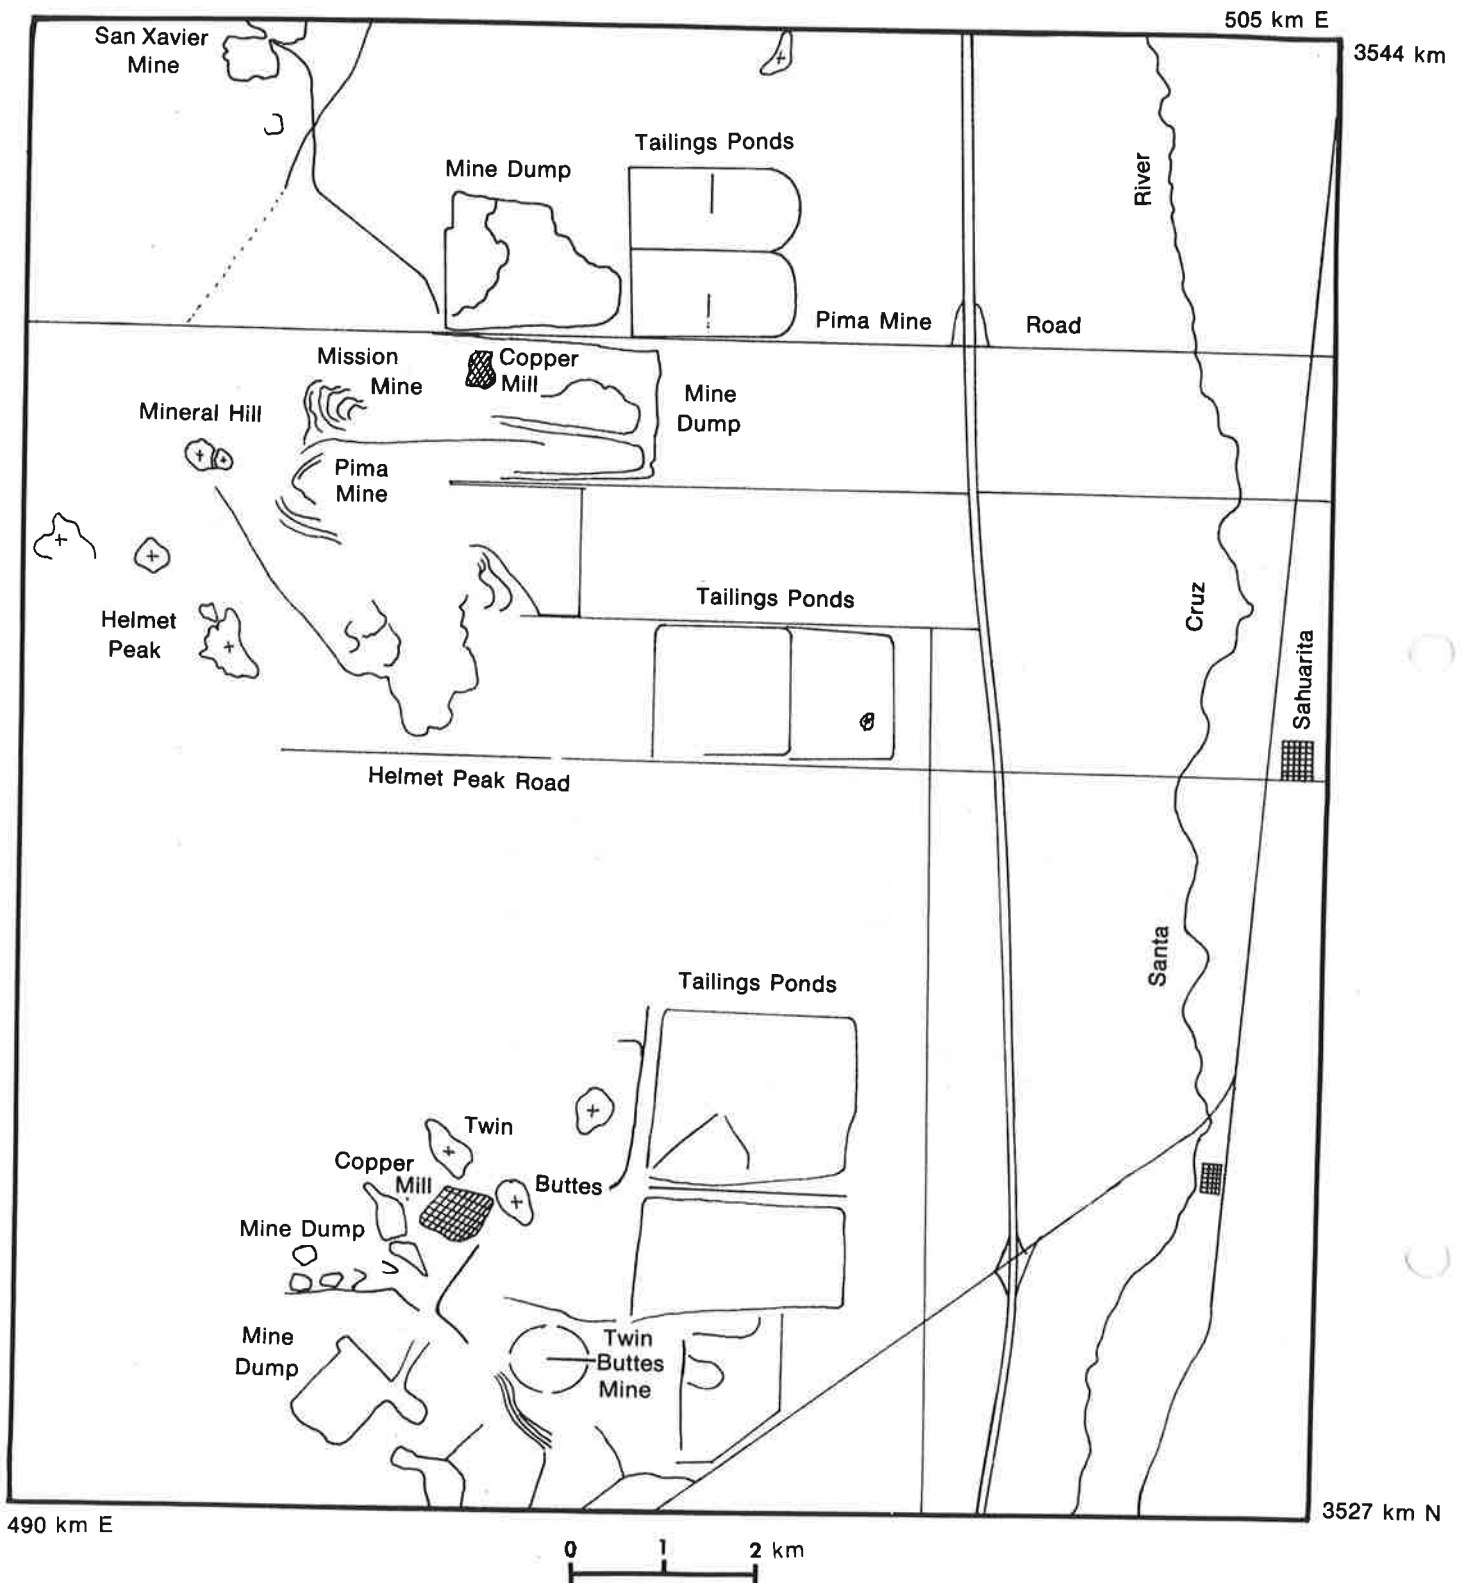 505 km E
San Xavier
Mine
3544 km
Tailings Ponds
Mine Dump
River
Pima Mine
Road
Mission
Mine
Copper
Mill
Mine
Dump
Mineral Hill
Pima
Mine
Tailings Ponds
Cruz
Helmet
Peak
Sahuarita
Helmet Peak Road
Santa
Tailings Ponds
Twin
Copper
Mill
Buttes
Mine Dump
Mine
Dump
Twin
Buttes
Mine
490 km E
3527 km N
0 1 2 km